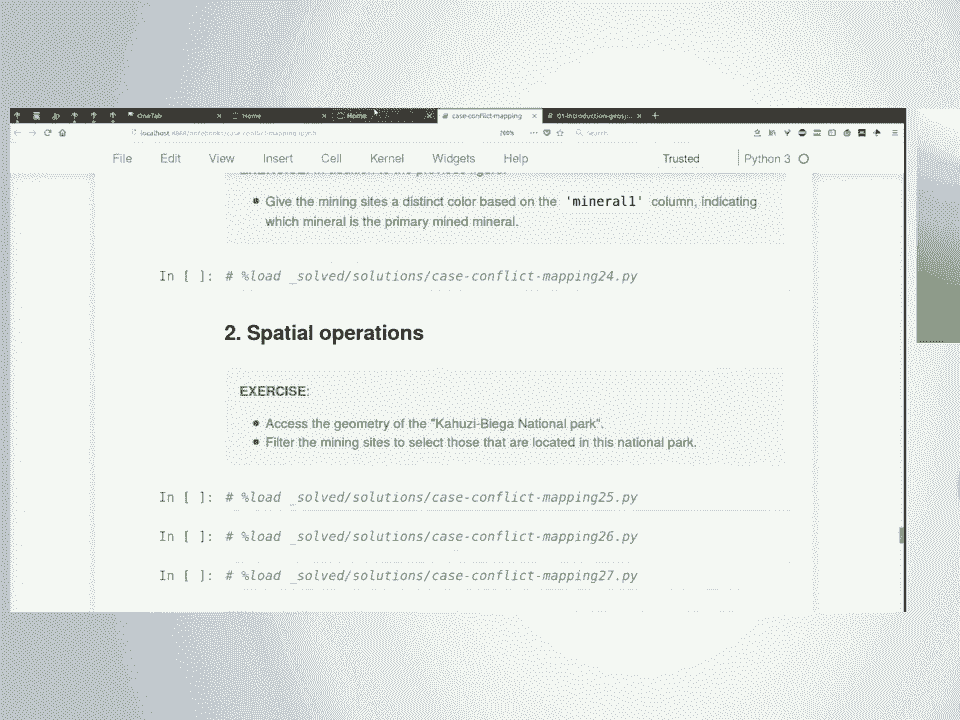 OneTab
Home
Home
case-conflict-mapping
01-introduction-geosp...
localhost:8888/notebooks/case-conflict-mapping.ipynb
200%
Search
File Edit View Insert Cell Kernel Widgets Help Trusted Python 3
Give the mining sites a distinct color based on the 'mineral1' column, indicating
which mineral is the primary mined mineral.
In [ ]: # %load _solved/solutions/case-conflict-mapping24.py
2. Spatial operations
EXERCISE:
Access the geometry of the "Kahuzi-Biega National park".
Filter the mining sites to select those that are located in this national park.
In [ ]: # %load _solved/solutions/case-conflict-mapping25.py
In [ ]: # %load _solved/solutions/case-conflict-mapping26.py
In [ ]: # %load _solved/solutions/case-conflict-mapping27.py